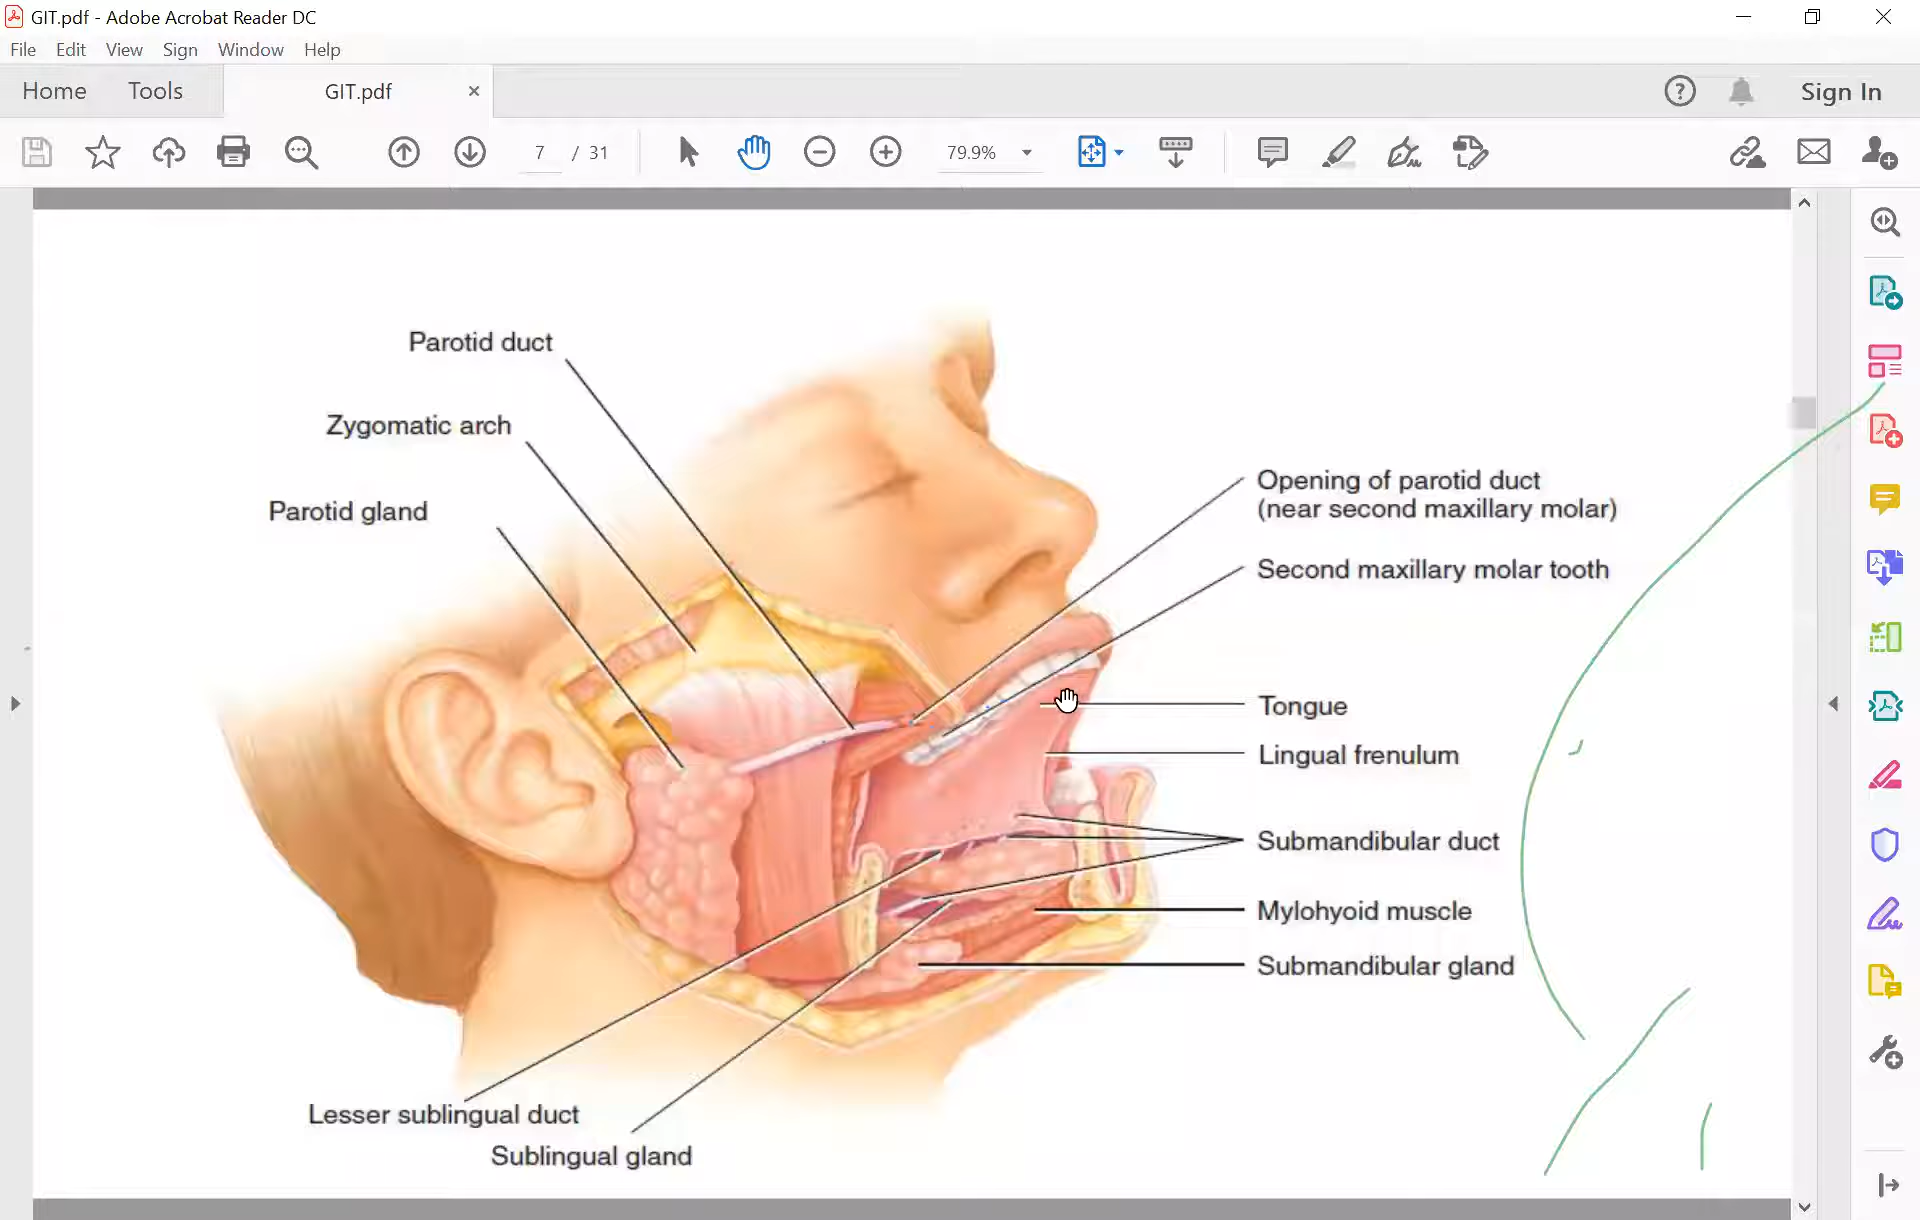 GIT.pdf - Adobe Acrobat Reader DC
File Edit View Sign Window Help
Home Tools GIT.pdf × Sign In
7 / 31 79.9%
Parotid duct
Zygomatic arch
Parotid gland
Opening of parotid duct
(near second maxillary molar)
Second maxillary molar tooth
Tongue
Lingual frenulum
Submandibular duct
Mylohyoid muscle
Submandibular gland
Lesser sublingual duct
Sublingual gland